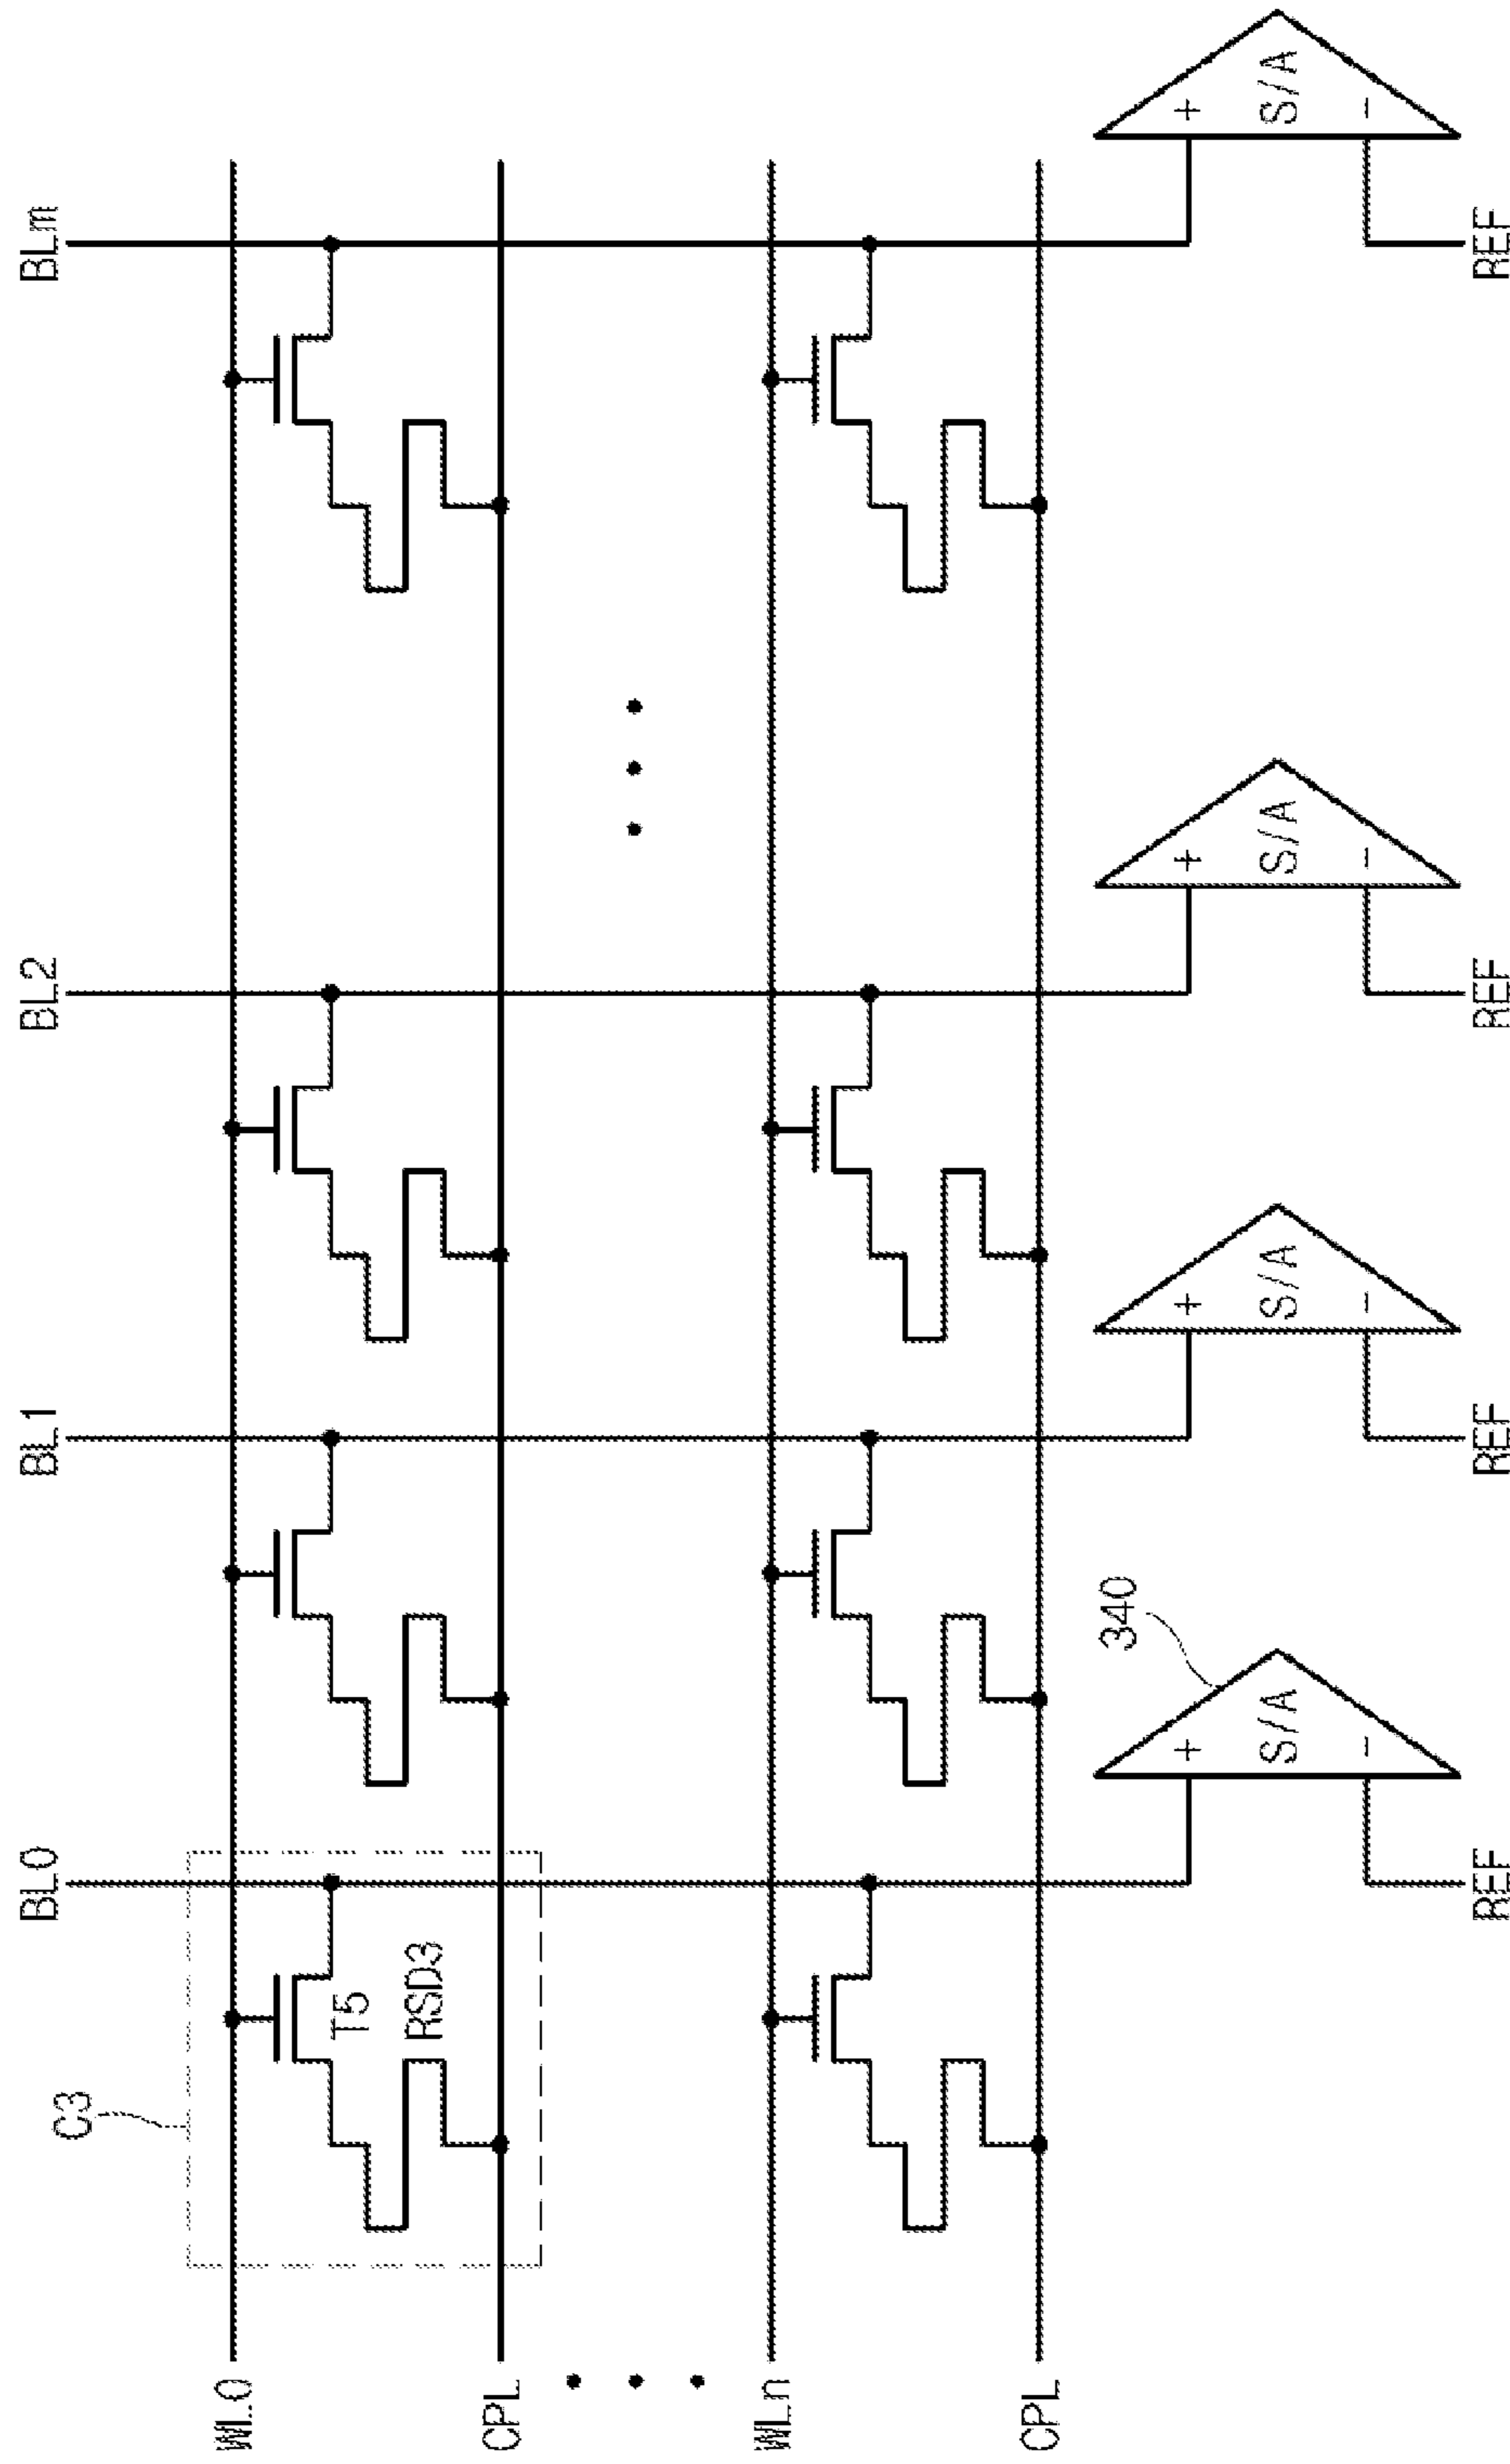 BL0
BL1
BL2
BLm
C3
WL0
T5
RSD3
CPL
WLn
CPL
340
+
S/A
-
+
S/A
-
+
S/A
-
+
S/A
-
REF
REF
REF
REF